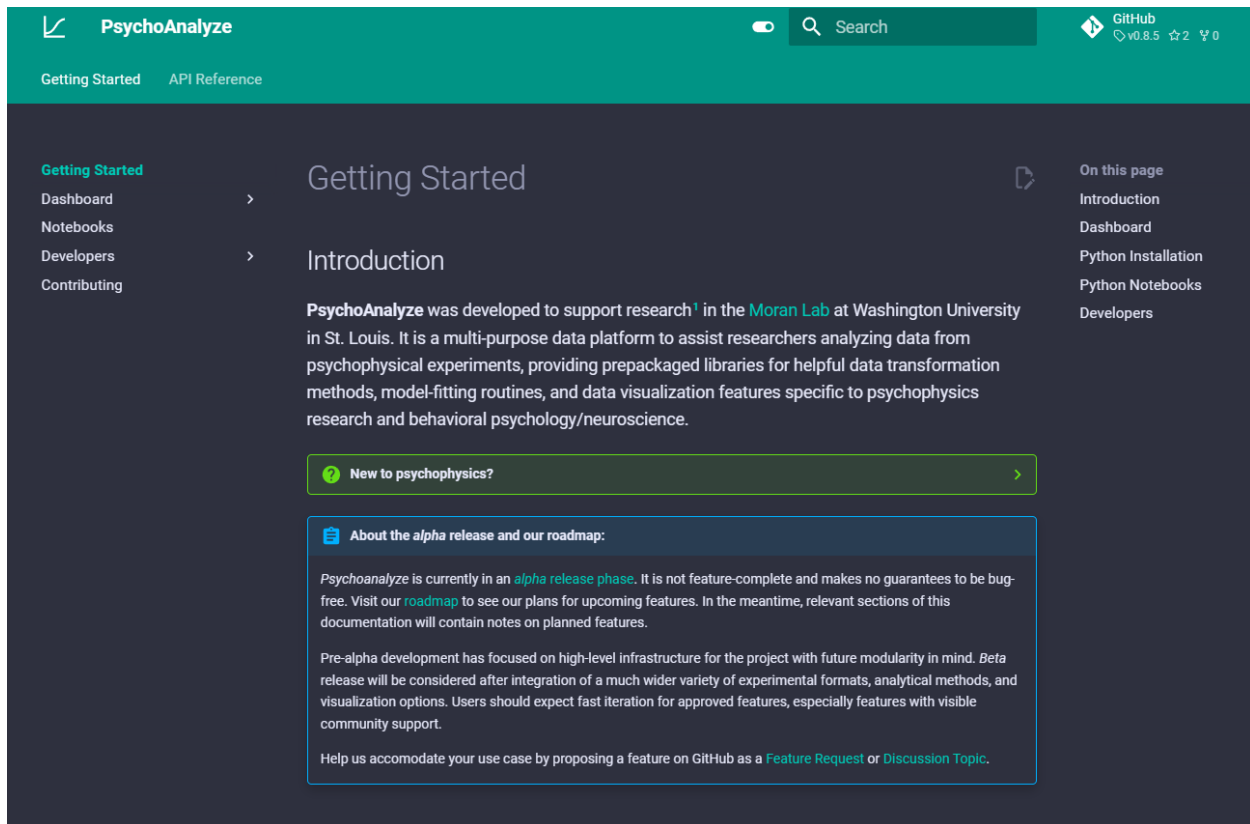 PsychoAnalyze
Search
GitHub
v0.8.5 2 0
Getting Started API Reference
Getting Started
Dashboard
Notebooks
Developers
Contributing
Getting Started
Introduction
PsychoAnalyze was developed to support research¹ in the Moran Lab at Washington University
in St. Louis. It is a multi-purpose data platform to assist researchers analyzing data from
psychophysical experiments, providing prepackaged libraries for helpful data transformation
methods, model-fitting routines, and data visualization features specific to psychophysics
research and behavioral psychology/neuroscience.
New to psychophysics?
About the alpha release and our roadmap:
Psychoanalyze is currently in an alpha release phase. It is not feature-complete and makes no guarantees to be bug-
free. Visit our roadmap to see our plans for upcoming features. In the meantime, relevant sections of this
documentation will contain notes on planned features.
Pre-alpha development has focused on high-level infrastructure for the project with future modularity in mind. Beta
release will be considered after integration of a much wider variety of experimental formats, analytical methods, and
visualization options. Users should expect fast iteration for approved features, especially features with visible
community support.
Help us accomodate your use case by proposing a feature on GitHub as a Feature Request or Discussion Topic.
On this page
Introduction
Dashboard
Python Installation
Python Notebooks
Developers